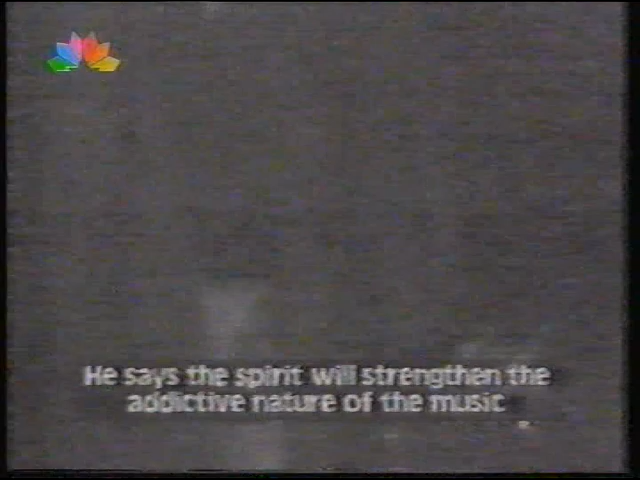 He says the spirit will strengthen the
addictive nature of the music